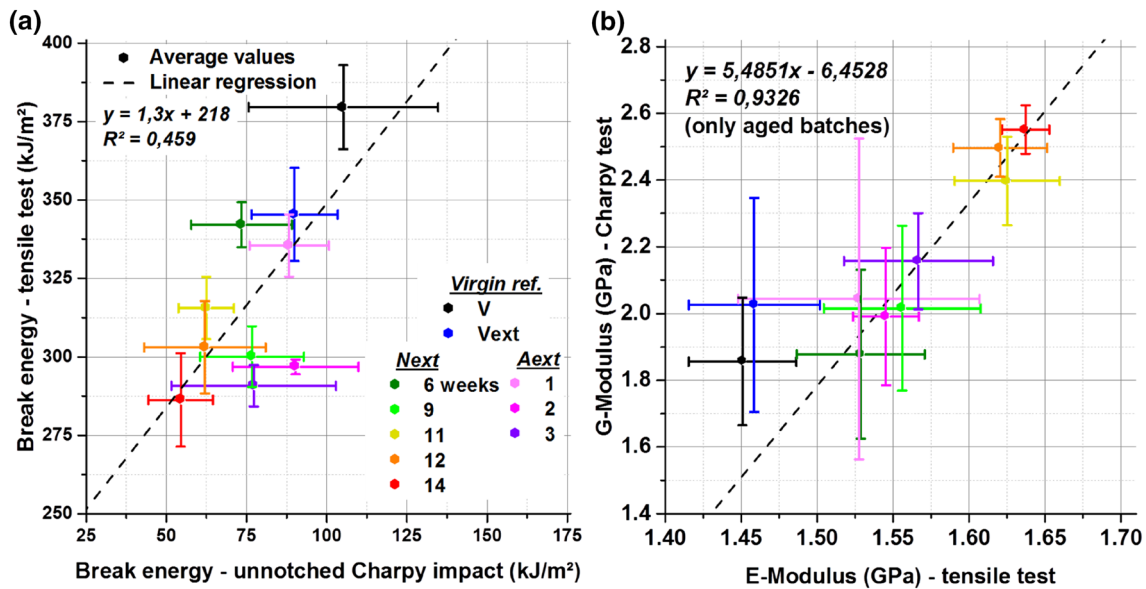 (a)
(b)
Average values
Linear regression
y = 1,3x + 218
R² = 0,459
Virgin ref.
V
Vext
Next
Aext
6 weeks
1
9
2
11
3
12
14
400
375
350
325
300
275
250
25
50
75
100
125
150
175
Break energy - tensile test (kJ/m²)
Break energy - unnotched Charpy impact (kJ/m²)
y = 5,4851x - 6,4528
R² = 0,9326
(only aged batches)
2.8
2.6
2.4
2.2
2.0
1.8
1.6
1.4
1.40
1.45
1.50
1.55
1.60
1.65
1.70
G-Modulus (GPa) - Charpy test
E-Modulus (GPa) - tensile test